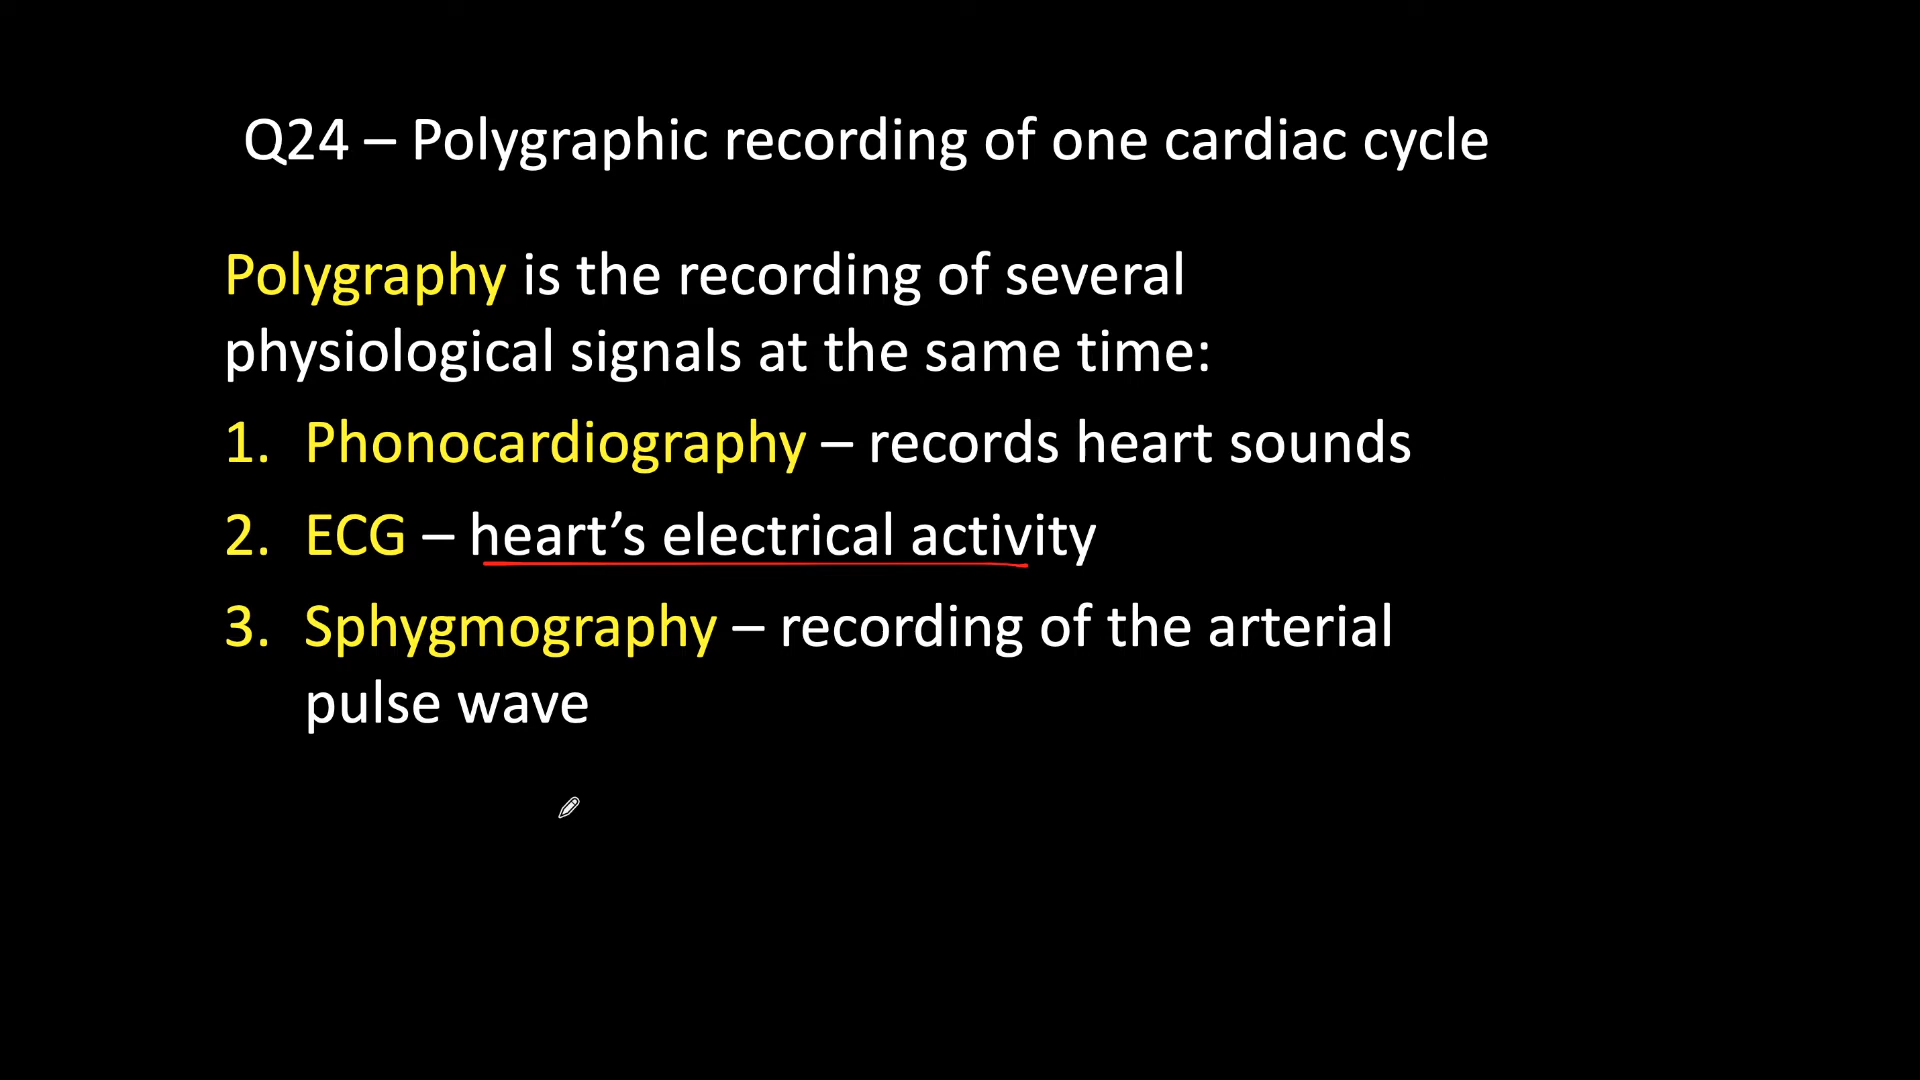 Q24 – Polygraphic recording of one cardiac cycle
Polygraphy is the recording of several
physiological signals at the same time:
1. Phonocardiography – records heart sounds
2. ECG – heart’s electrical activity
3. Sphygmography – recording of the arterial
pulse wave